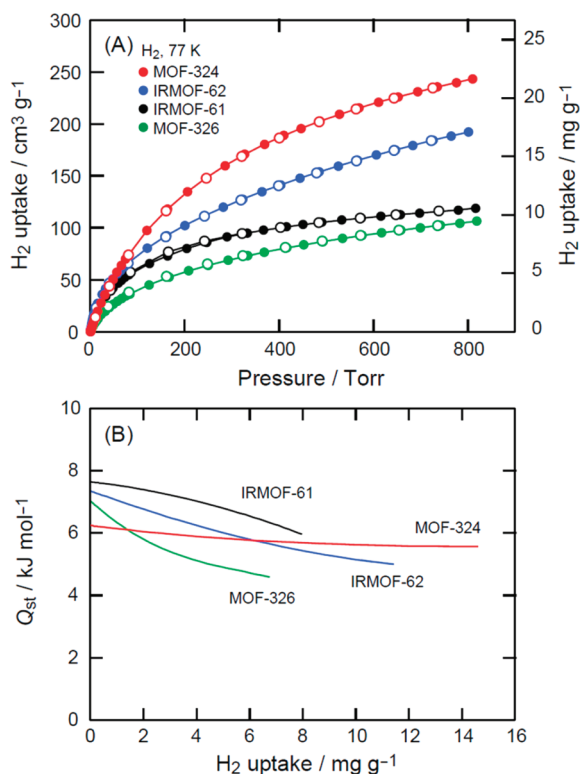 (A)
H₂, 77 K
MOF-324
IRMOF-62
IRMOF-61
MOF-326
H₂ uptake / cm³ g⁻¹
300
250
200
150
100
50
0
H₂ uptake / mg g⁻¹
25
20
15
10
5
0
0 200 400 600 800
Pressure / Torr
(B)
Qst / kJ mol⁻¹
10
8
6
4
2
0
IRMOF-61
MOF-324
IRMOF-62
MOF-326
0 2 4 6 8 10 12 14 16
H₂ uptake / mg g⁻¹